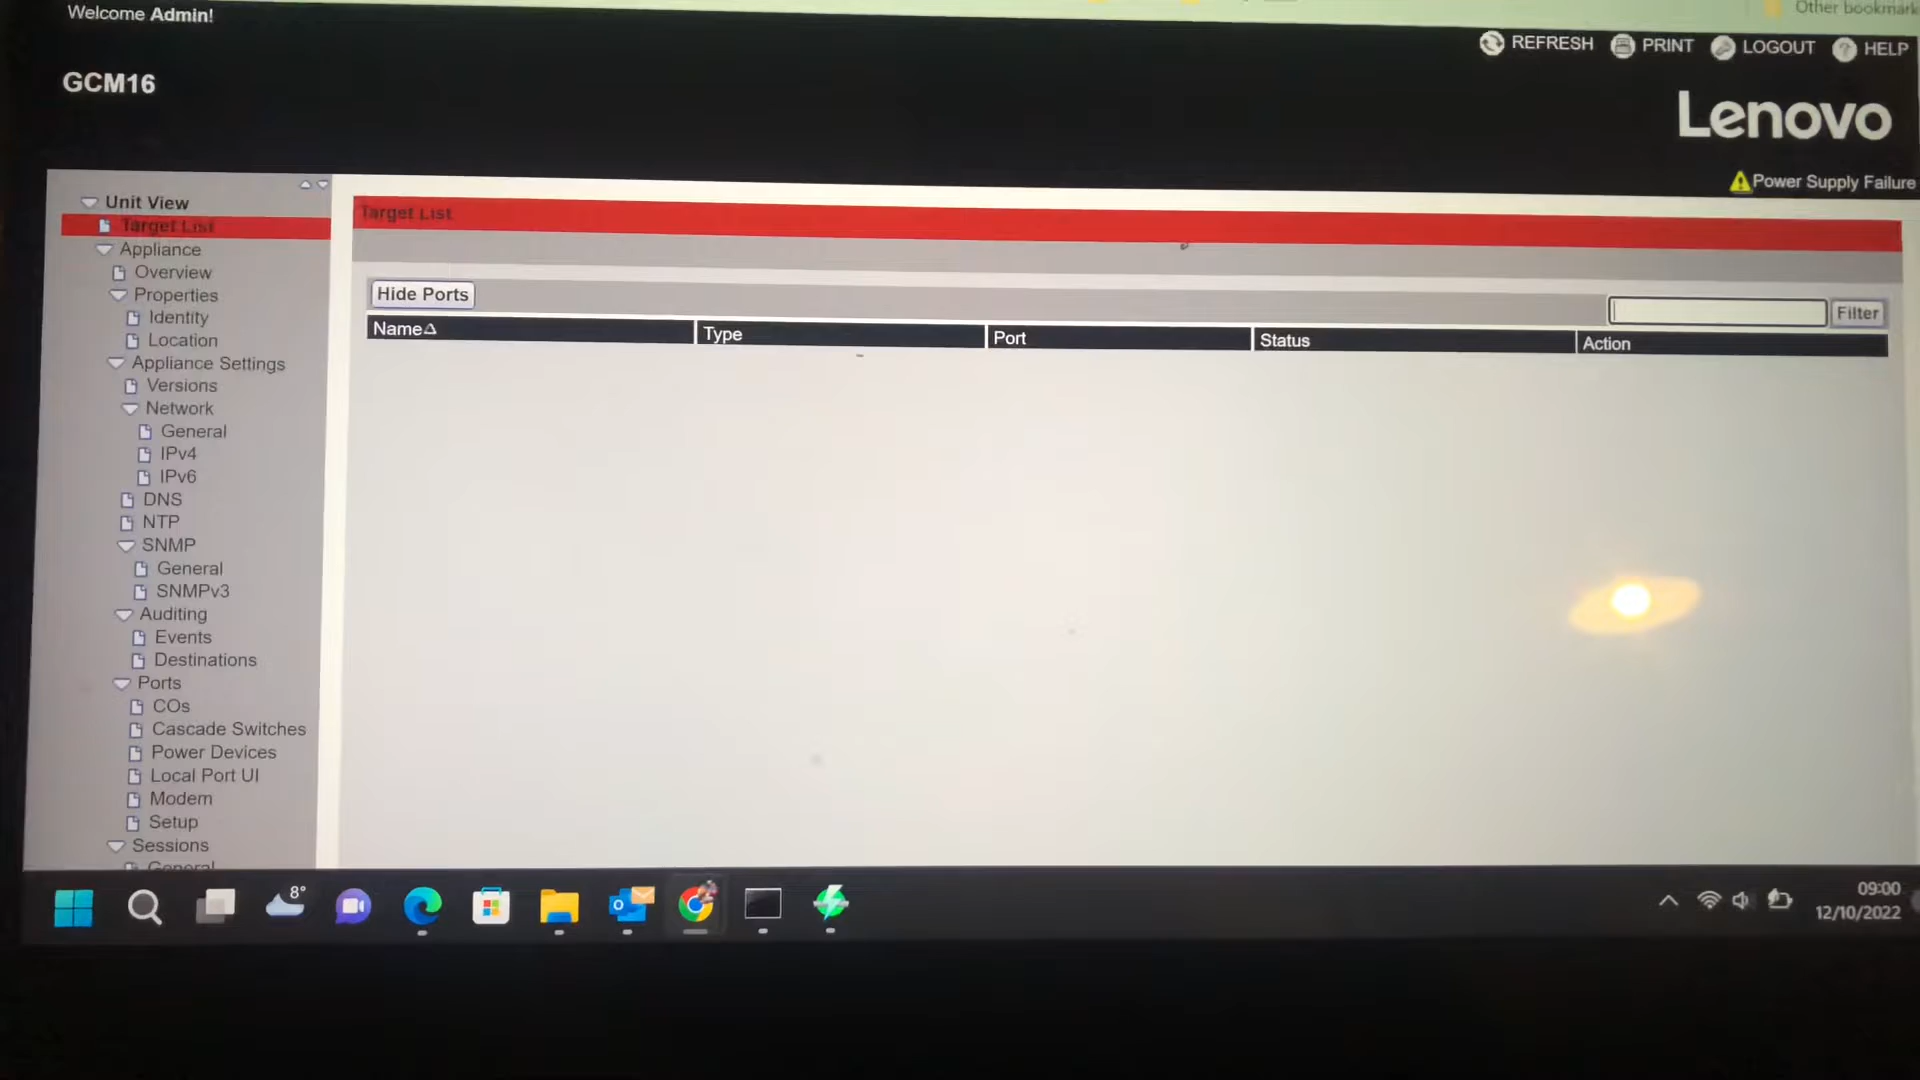 Other bookmark
Welcome Admin!
REFRESH PRINT LOGOUT HELP
GCM16
Lenovo
Power Supply Failure
Unit View
Target List
Appliance
Overview
Properties
Identity
Location
Appliance Settings
Versions
Network
General
IPv4
IPv6
DNS
NTP
SNMP
General
SNMPv3
Auditing
Events
Destinations
Ports
COs
Cascade Switches
Power Devices
Local Port UI
Modem
Setup
Sessions
General
Target List
Hide Ports
Filter
Name Type Port Status Action
8°
09:00
12/10/2022